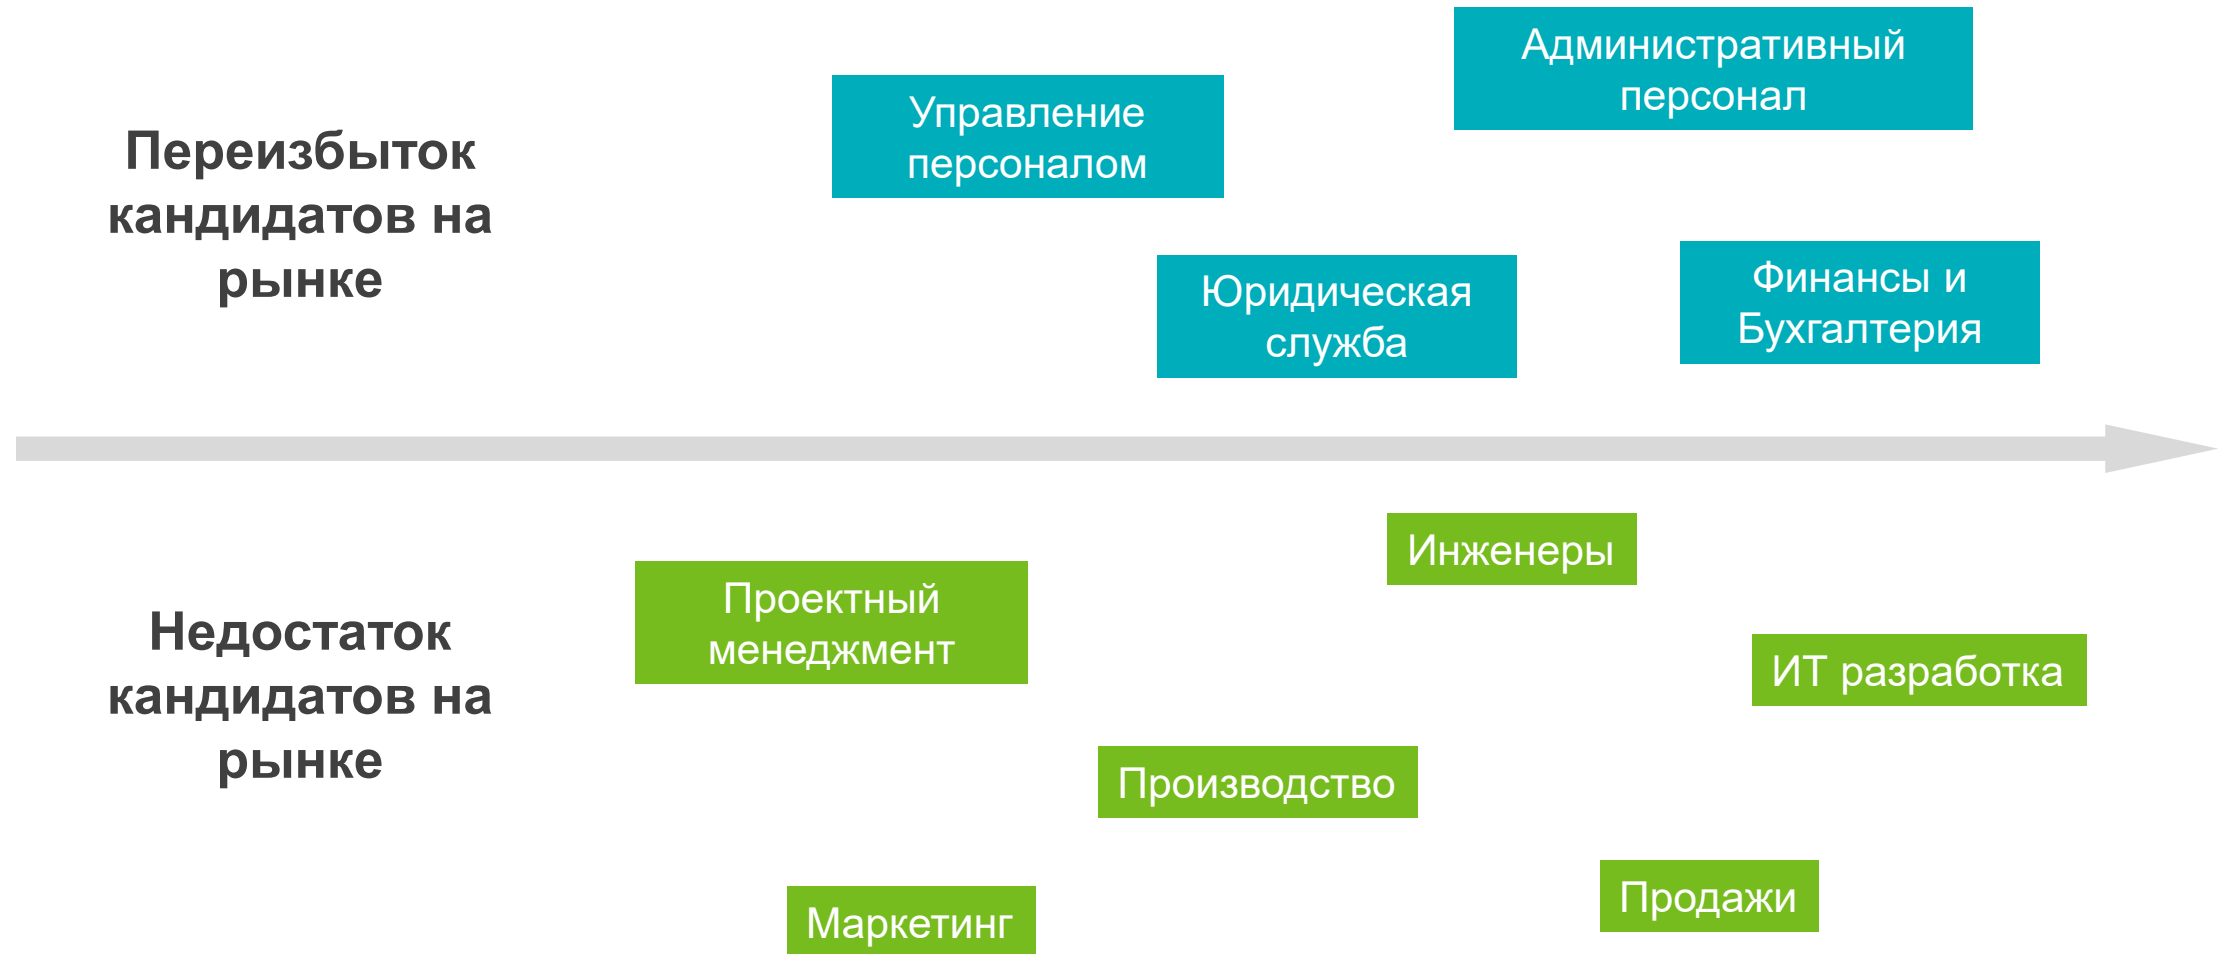 Переизбыток
кандидатов на
рынке
Управление
персоналом
Административный
персонал
Юридическая
служба
Финансы и
Бухгалтерия
Недостаток
кандидатов на
рынке
Проектный
менеджмент
Инженеры
ИТ разработка
Производство
Маркетинг
Продажи